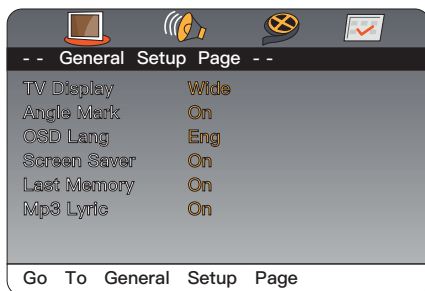 - - General Setup Page - -
TV Display Wide
Angle Mark On
OSD Lang Eng
Screen Saver On
Last Memory On
Mp3 Lyric On
Go To General Setup Page